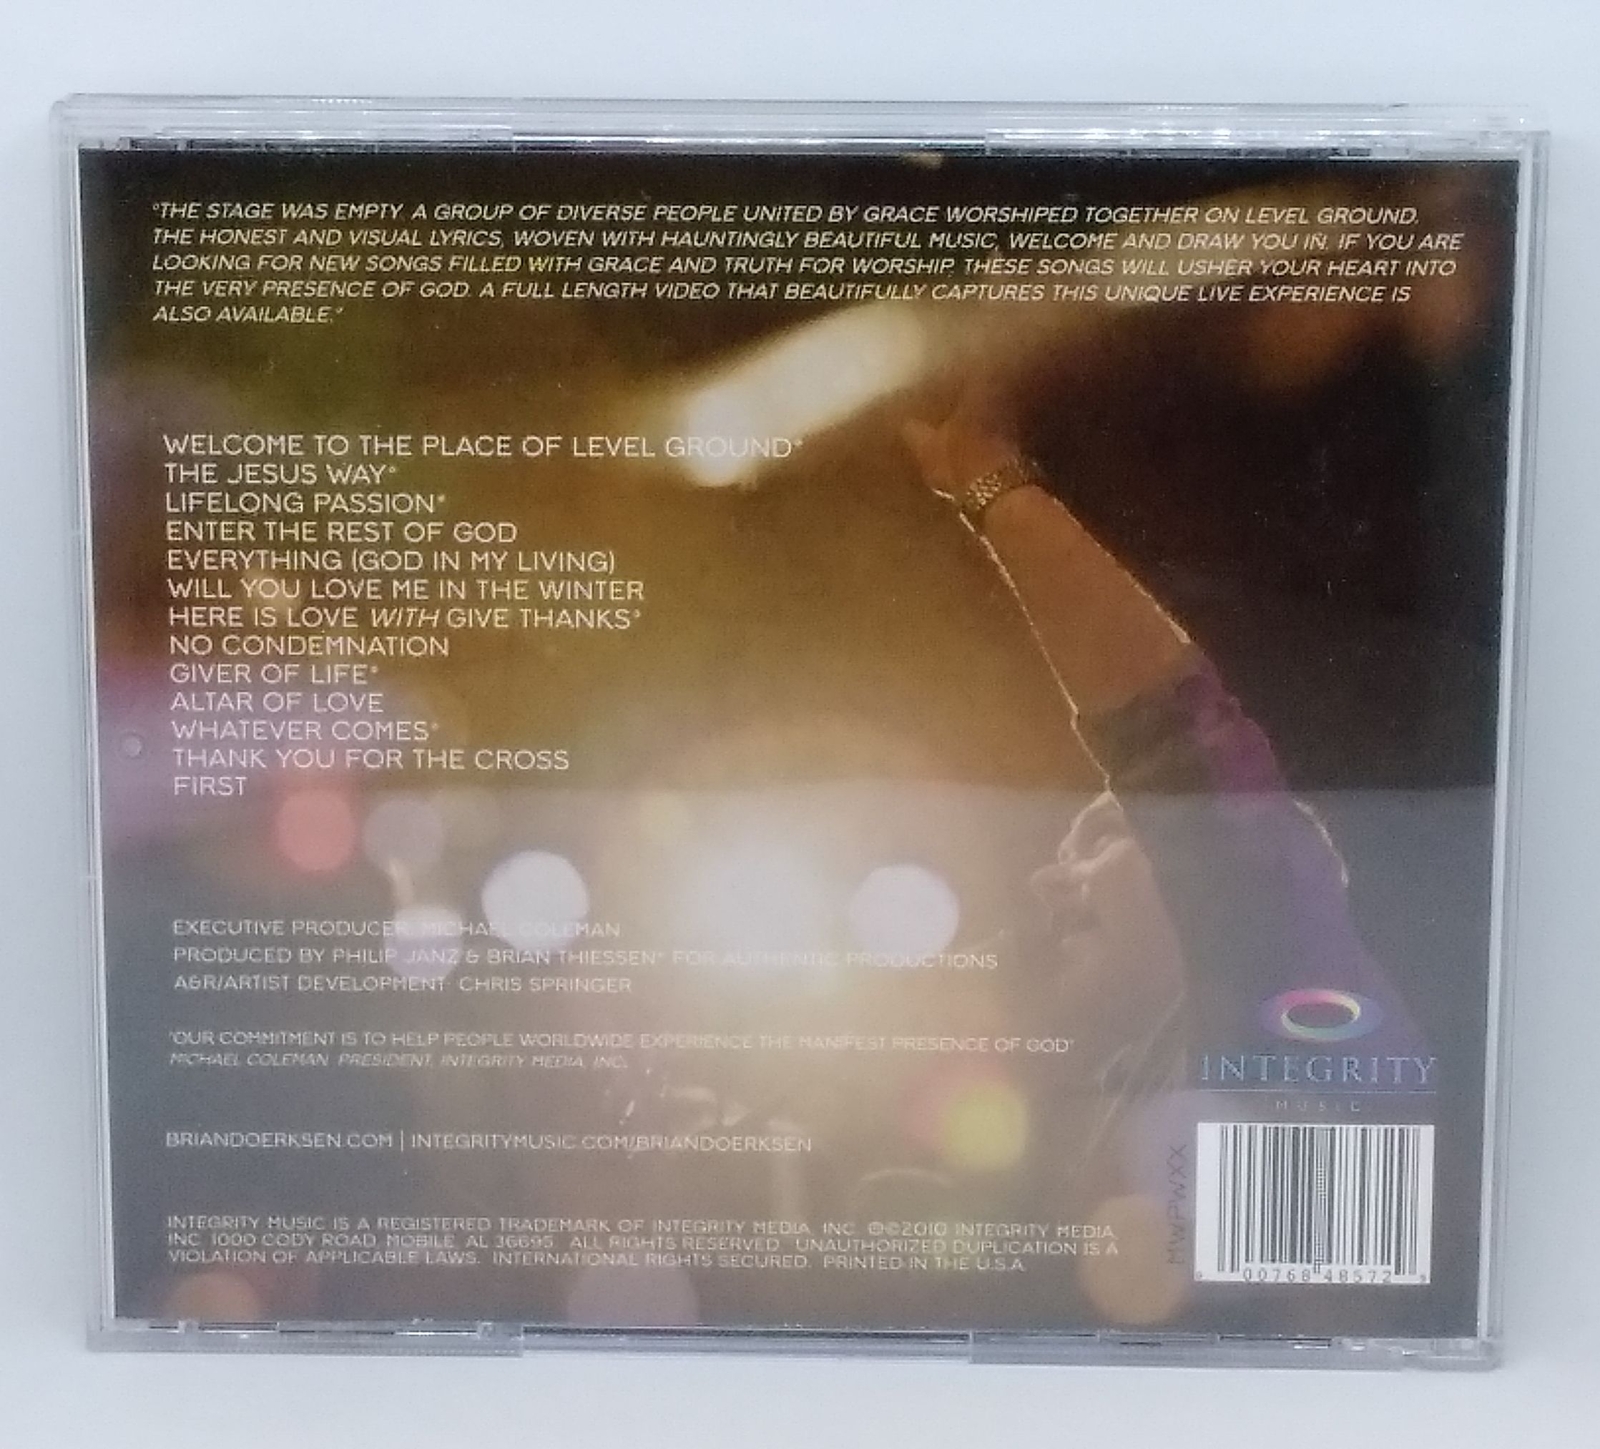 "THE STAGE WAS EMPTY. A GROUP OF DIVERSE PEOPLE UNITED BY GRACE WORSHIPED TOGETHER ON LEVEL GROUND.
THE HONEST AND VISUAL LYRICS, WOVEN WITH HAUNTINGLY BEAUTIFUL MUSIC, WELCOME AND DRAW YOU IN. IF YOU ARE
LOOKING FOR NEW SONGS FILLED WITH GRACE AND TRUTH FOR WORSHIP, THESE SONGS WILL USHER YOUR HEART INTO
THE VERY PRESENCE OF GOD. A FULL LENGTH VIDEO THAT BEAUTIFULLY CAPTURES THIS UNIQUE LIVE EXPERIENCE IS
ALSO AVAILABLE."
WELCOME TO THE PLACE OF LEVEL GROUND*
THE JESUS WAY*
LIFELONG PASSION*
ENTER THE REST OF GOD
EVERYTHING (GOD IN MY LIVING)
WILL YOU LOVE ME IN THE WINTER
HERE IS LOVE WITH GIVE THANKS*
NO CONDEMNATION
GIVER OF LIFE*
ALTAR OF LOVE
WHATEVER COMES*
THANK YOU FOR THE CROSS
FIRST
EXECUTIVE PRODUCER: MICHAEL COLEMAN
PRODUCED BY PHILIP JANZ & BRIAN THIESSEN* FOR AUTHENTIC PRODUCTIONS
A&R/ARTIST DEVELOPMENT: CHRIS SPRINGER
"OUR COMMITMENT IS TO HELP PEOPLE WORLDWIDE EXPERIENCE THE MANIFEST PRESENCE OF GOD"
MICHAEL COLEMAN, PRESIDENT, INTEGRITY MEDIA, INC.
INTEGRITY
MUSIC
BRIANDOERKSEN.COM | INTEGRITYMUSIC.COM/BRIANDOERKSEN
MWPWXX
INTEGRITY MUSIC IS A REGISTERED TRADEMARK OF INTEGRITY MEDIA, INC. ℗©2010 INTEGRITY MEDIA,
INC. 1000 CODY ROAD, MOBILE, AL 36695. ALL RIGHTS RESERVED. UNAUTHORIZED DUPLICATION IS A
VIOLATION OF APPLICABLE LAWS. INTERNATIONAL RIGHTS SECURED. PRINTED IN THE U.S.A.
00768 48572